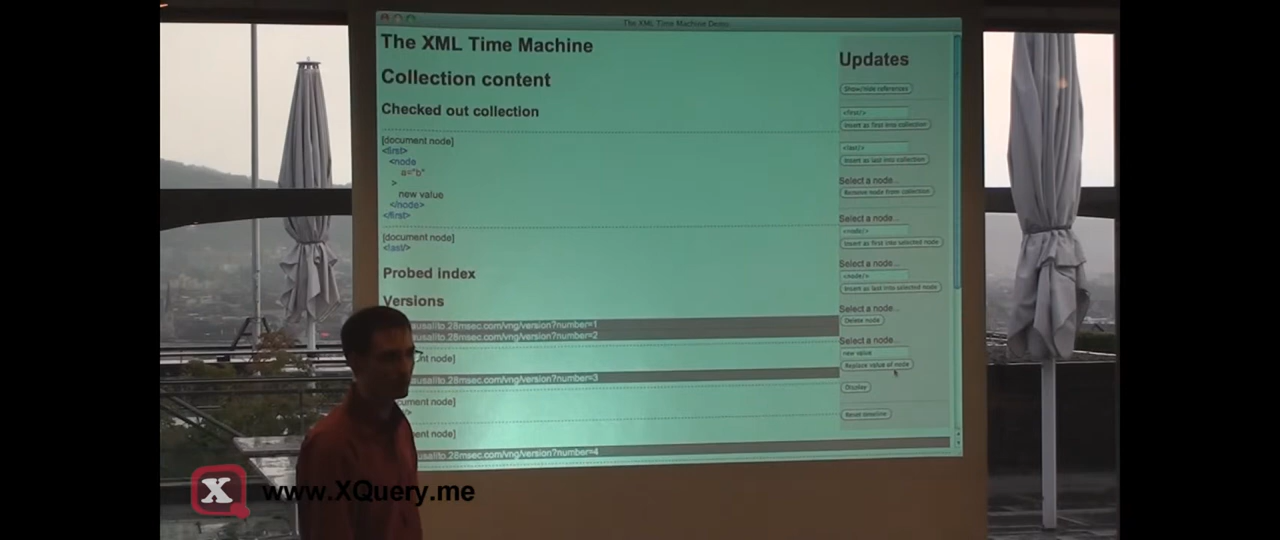 The XML Time Machine Demo
The XML Time Machine
Collection content
Checked out collection
[document node]
<first>
<node
a="b"
>
new value
</node>
</first>
[document node]
<last/>
Probed index
Versions
usalito.28msec.com/vng/version?number=1
usalito.28msec.com/vng/version?number=2
nt node]
usalito.28msec.com/vng/version?number=3
cument node]
ent node]
usalito.28msec.com/vng/version?number=4
Updates
Show/hide references
<first/>
Insert as first into collection
<last/>
Insert as last into collection
Select a node...
Remove node from collection
Select a node...
<node/>
Insert as first into selected node
Select a node...
<node/>
Insert as last into selected node
Select a node...
Delete node
Select a node...
new value
Replace value of node
Display
Reset timeline
X www.XQuery.me